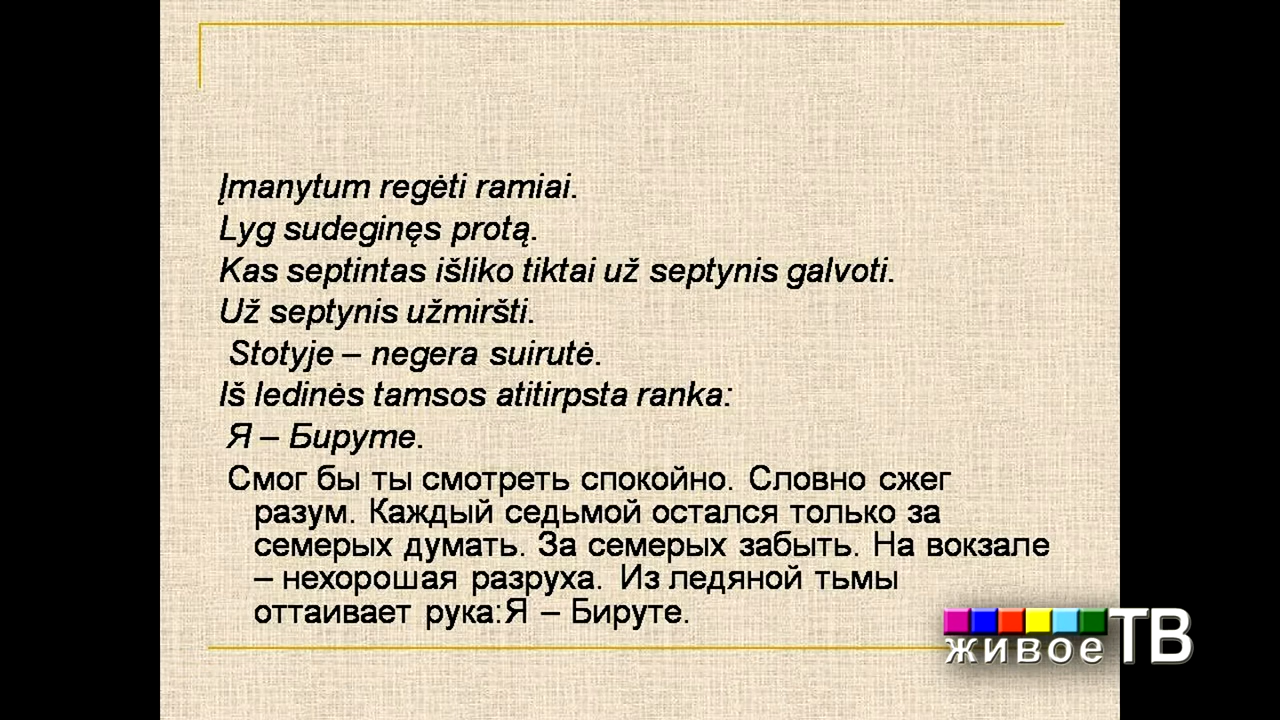 Įmanytum regėti ramiai.
Lyg sudeginęs protą.
Kas septintas išliko tiktai už septynis galvoti.
Už septynis užmiršti.
Stotyje – negera suirutė.
Iš ledinės tamsos atitirpsta ranka:
Я – Бируте.
Смог бы ты смотреть спокойно. Словно сжег
разум. Каждый седьмой остался только за
семерых думать. За семерых забыть. На вокзале
– нехорошая разруха. Из ледяной тьмы
оттаивает рука:Я – Бируте.
живоеТВ